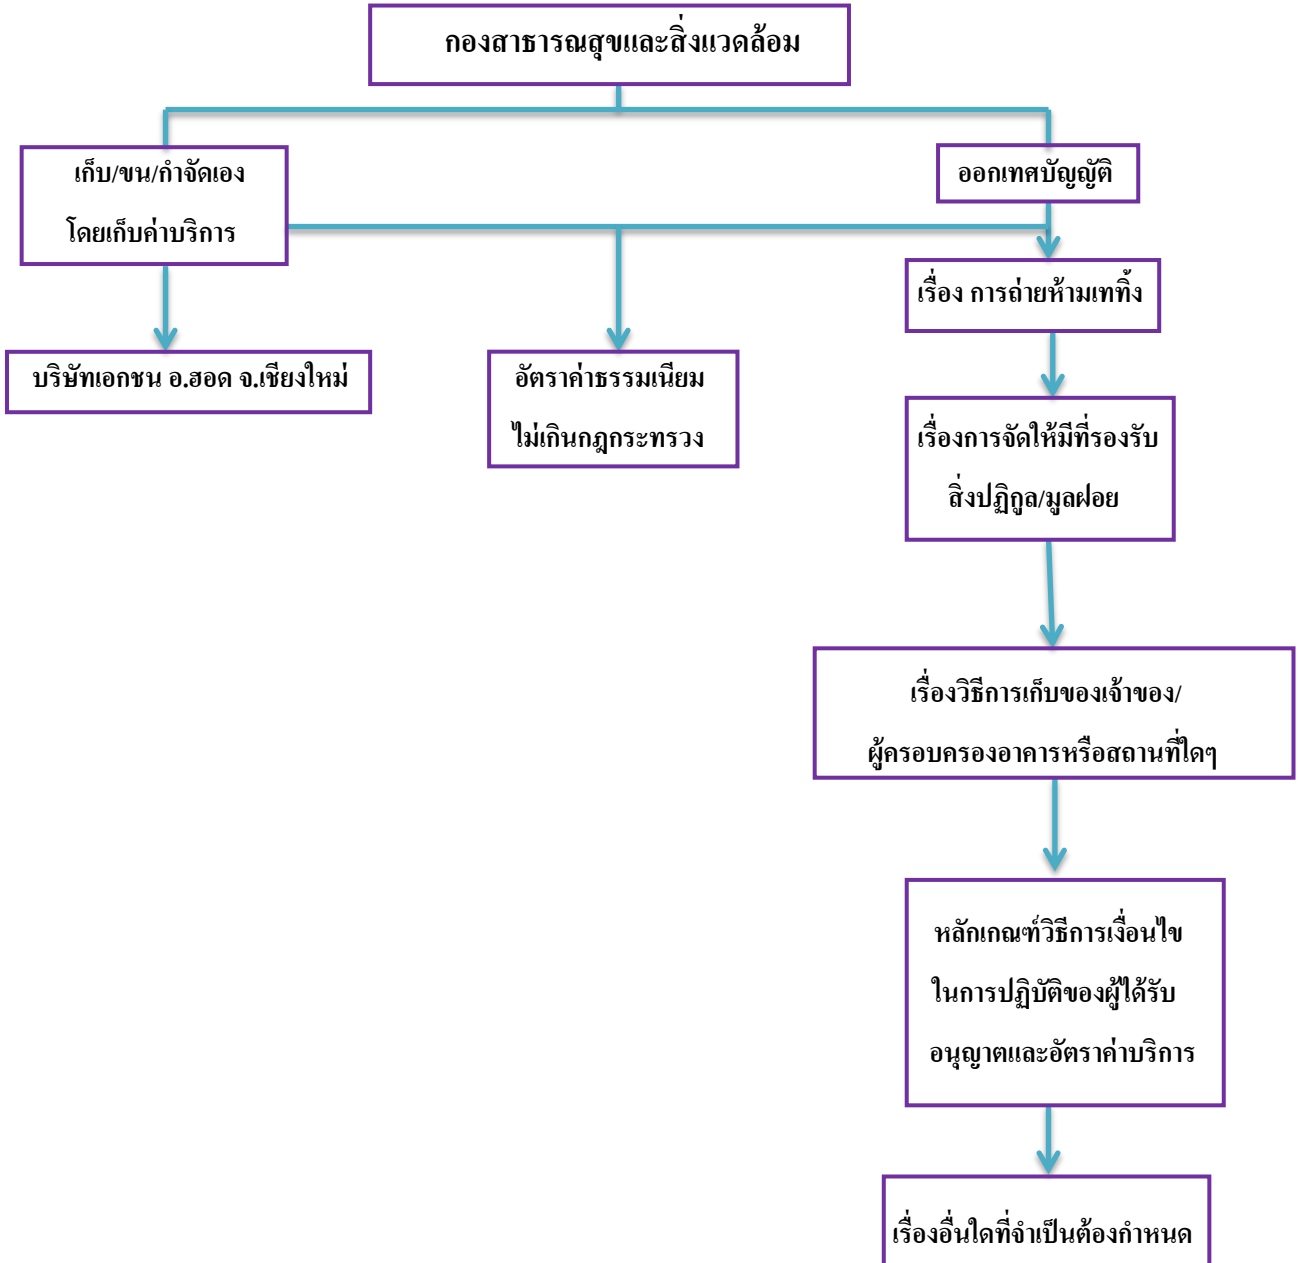 กองสาธารณสุขและสิ่งแวดล้อม
เก็บ/ขน/กำจัดเอง
โดยเก็บค่าบริการ
ออกเทศบัญญัติ
เรื่อง การถ่ายห้ามเททิ้ง
บริษัทเอกชน อ.ฮอด จ.เชียงใหม่
อัตราค่าธรรมเนียม
ไม่เกินกฎกระทรวง
เรื่องการจัดให้มีที่รองรับ
สิ่งปฏิกูล/มูลฝอย
เรื่องวิธีการเก็บของเจ้าของ/
ผู้ครอบครองอาคารหรือสถานที่ใดๆ
หลักเกณฑ์วิธีการเงื่อนไข
ในการปฏิบัติของผู้ได้รับ
อนุญาตและอัตราค่าบริการ
เรื่องอื่นใดที่จำเป็นต้องกำหนด